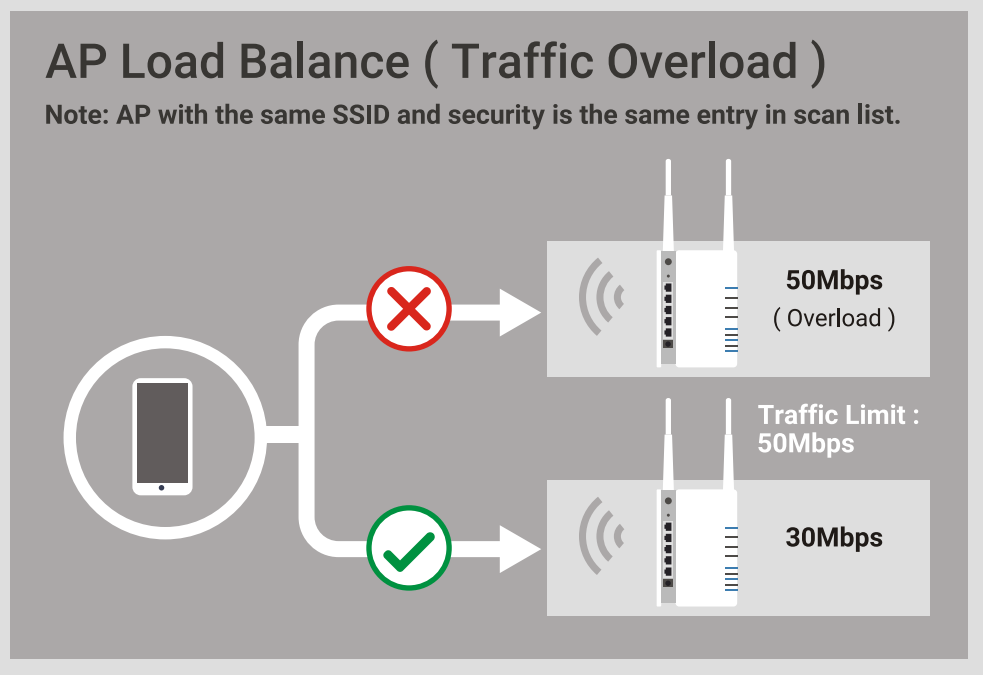 AP Load Balance ( Traffic Overload )
Note: AP with the same SSID and security is the same entry in scan list.
50Mbps
( Overload )
Traffic Limit :
50Mbps
30Mbps